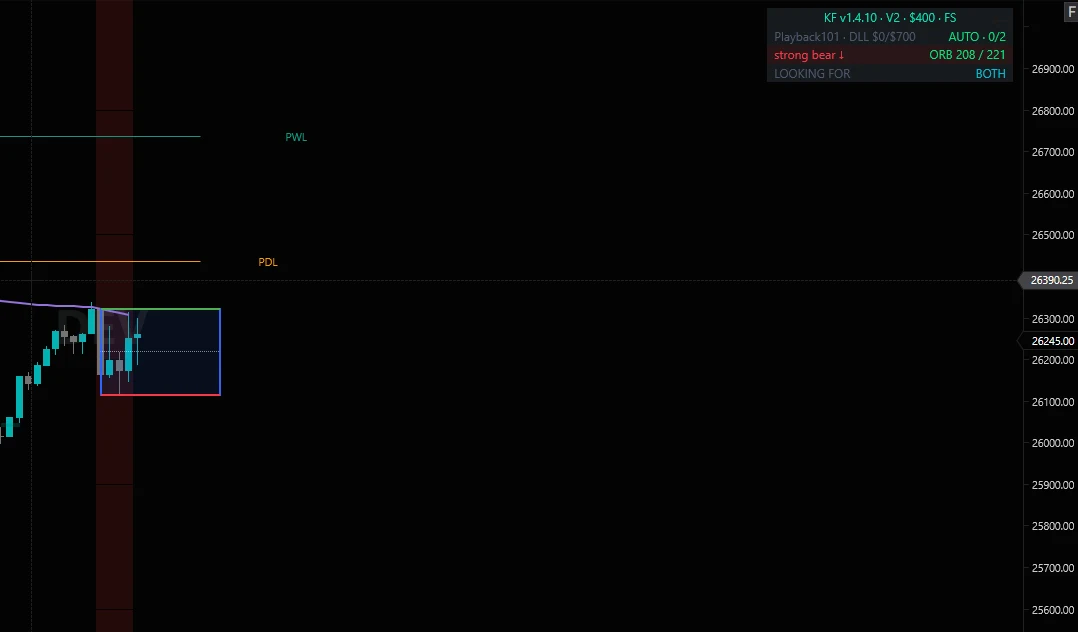 F
KF v1.4.10 · V2 · $400 · FS
Playback101 · DLL $0/$700 AUTO · 0/2
strong bear ↓ ORB 208 / 221
LOOKING FOR BOTH
26900.00
26800.00
PWL
26700.00
26600.00
26500.00
PDL
26390.25
DEV
26300.00
26245.00
26200.00
26100.00
26000.00
25900.00
25800.00
25700.00
25600.00